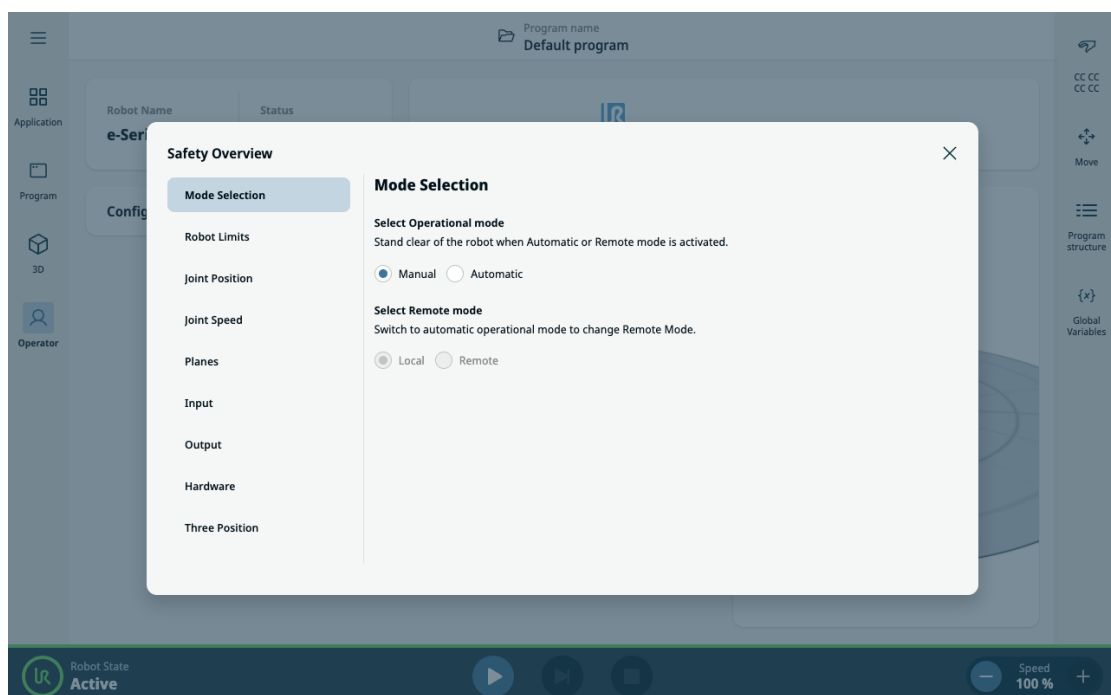 Program name
Default program
Application
Program
3D
Operator
Robot Name
Status
e-Seri
Config
Safety Overview
Mode Selection
Robot Limits
Joint Position
Joint Speed
Planes
Input
Output
Hardware
Three Position
Mode Selection
Select Operational mode
Stand clear of the robot when Automatic or Remote mode is activated.
Manual Automatic
Select Remote mode
Switch to automatic operational mode to change Remote Mode.
Local Remote
CC CC
CC CC
Move
Program
structure
{x}
Global
Variables
Robot State
Active
Speed
100 %